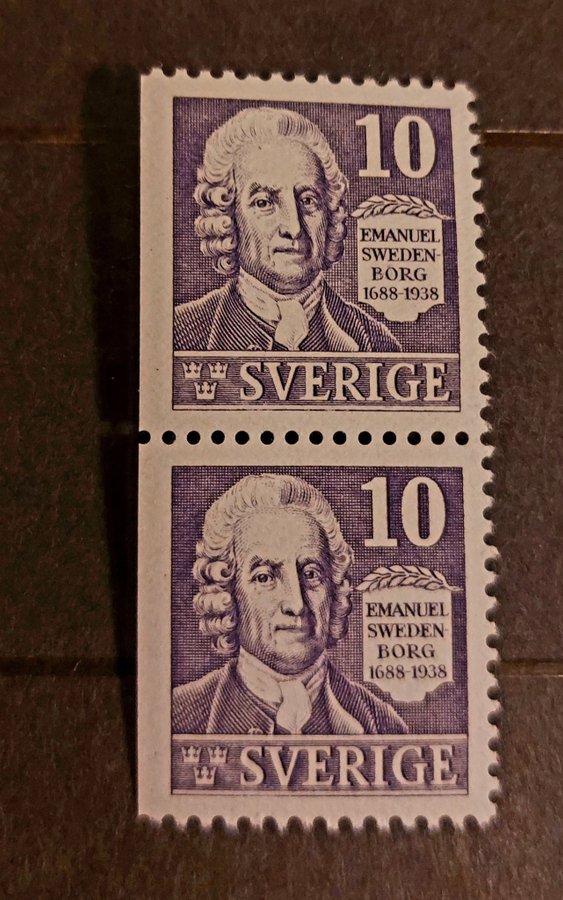 10
EMANUEL
SWEDEN-
BORG
1688-1938
SVERIGE
10
EMANUEL
SWEDEN-
BORG
1688-1938
SVERIGE